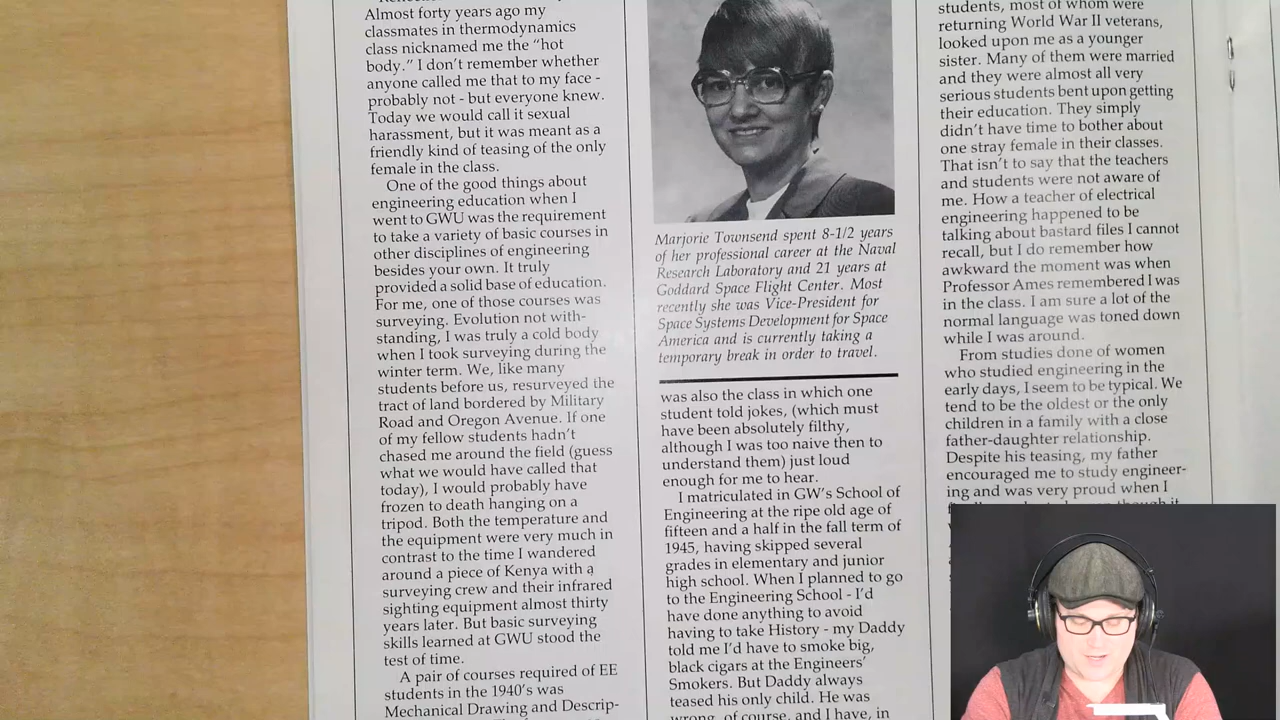 Almost forty years ago my
classmates in thermodynamics
class nicknamed me the "hot
body." I don't remember whether
anyone called me that to my face -
probably not - but everyone knew.
Today we would call it sexual
harassment, but it was meant as a
friendly kind of teasing of the only
female in the class.
One of the good things about
engineering education when I
went to GWU was the requirement
to take a variety of basic courses in
other disciplines of engineering
besides your own. It truly
provided a solid base of education.
For me, one of those courses was
surveying. Evolution not with-
standing, I was truly a cold body
when I took surveying during the
winter term. We, like many
students before us, resurveyed the
tract of land bordered by Military
Road and Oregon Avenue. If one
of my fellow students hadn't
chased me around the field (guess
what we would have called that
today), I would probably have
frozen to death hanging on a
tripod. Both the temperature and
the equipment were very much in
contrast to the time I wandered
around a piece of Kenya with a
surveying crew and their infrared
sighting equipment almost thirty
years later. But basic surveying
skills learned at GWU stood the
test of time.
A pair of courses required of EE
students in the 1940's was
Mechanical Drawing and Descrip-
Marjorie Townsend spent 8-1/2 years
of her professional career at the Naval
Research Laboratory and 21 years at
Goddard Space Flight Center. Most
recently she was Vice-President for
Space Systems Development for Space
America and is currently taking a
temporary break in order to travel.
was also the class in which one
student told jokes, (which must
have been absolutely filthy,
although I was too naive then to
understand them) just loud
enough for me to hear.
I matriculated in GW's School of
Engineering at the ripe old age of
fifteen and a half in the fall term of
1945, having skipped several
grades in elementary and junior
high school. When I planned to go
to the Engineering School - I'd
have done anything to avoid
having to take History - my Daddy
told me I'd have to smoke big,
black cigars at the Engineers'
Smokers. But Daddy always
teased his only child. He was
wrong, of course, and I have, in
students, most of whom were
returning World War II veterans,
looked upon me as a younger
sister. Many of them were married
and they were almost all very
serious students bent upon getting
their education. They simply
didn't have time to bother about
one stray female in their classes.
That isn't to say that the teachers
and students were not aware of
me. How a teacher of electrical
engineering happened to be
talking about bastard files I cannot
recall, but I do remember how
awkward the moment was when
Professor Ames remembered I was
in the class. I am sure a lot of the
normal language was toned down
while I was around.
From studies done of women
who studied engineering in the
early days, I seem to be typical. We
tend to be the oldest or the only
children in a family with a close
father-daughter relationship.
Despite his teasing, my father
encouraged me to study engineer-
ing and was very proud when I